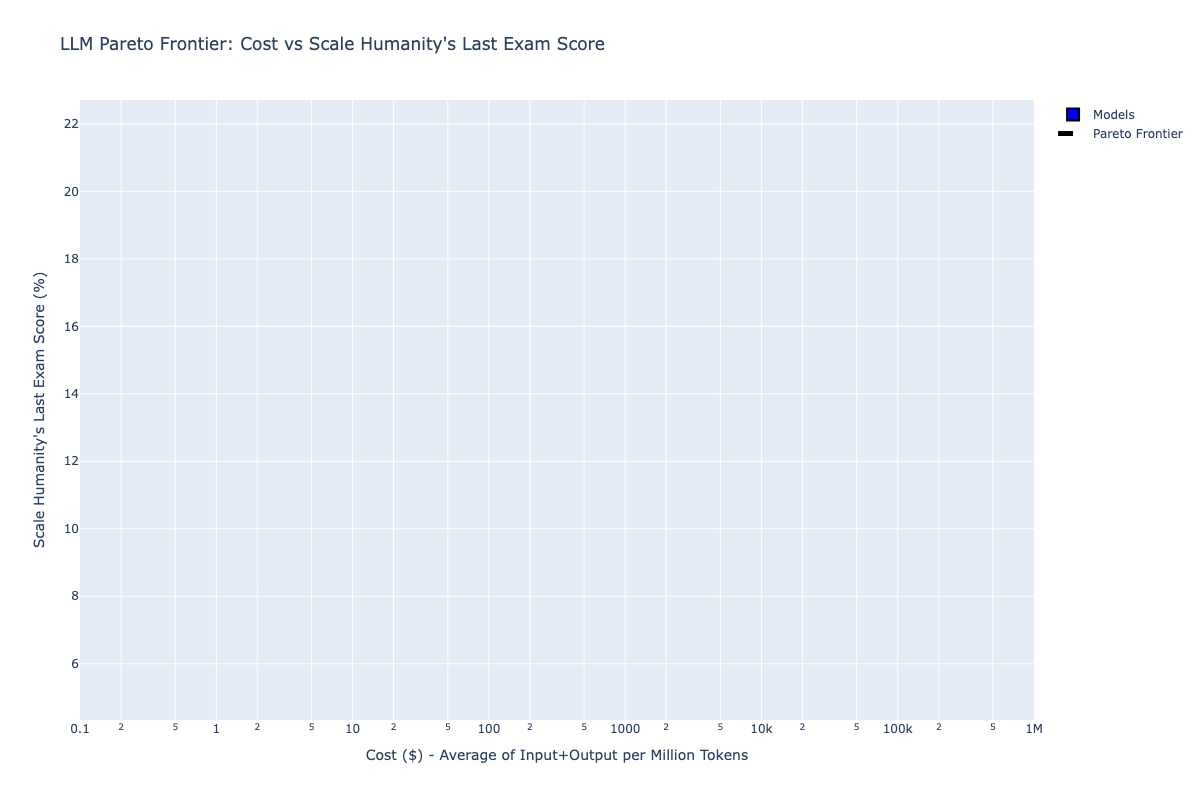 LLM Pareto Frontier: Cost vs Scale Humanity's Last Exam Score
Models
Pareto Frontier
Scale Humanity's Last Exam Score (%)
22
20
18
16
14
12
10
8
6
0.1 2 5 1 2 5 10 2 5 100 2 5 1000 2 5 10k 2 5 100k 2 5 1M
Cost ($) - Average of Input+Output per Million Tokens